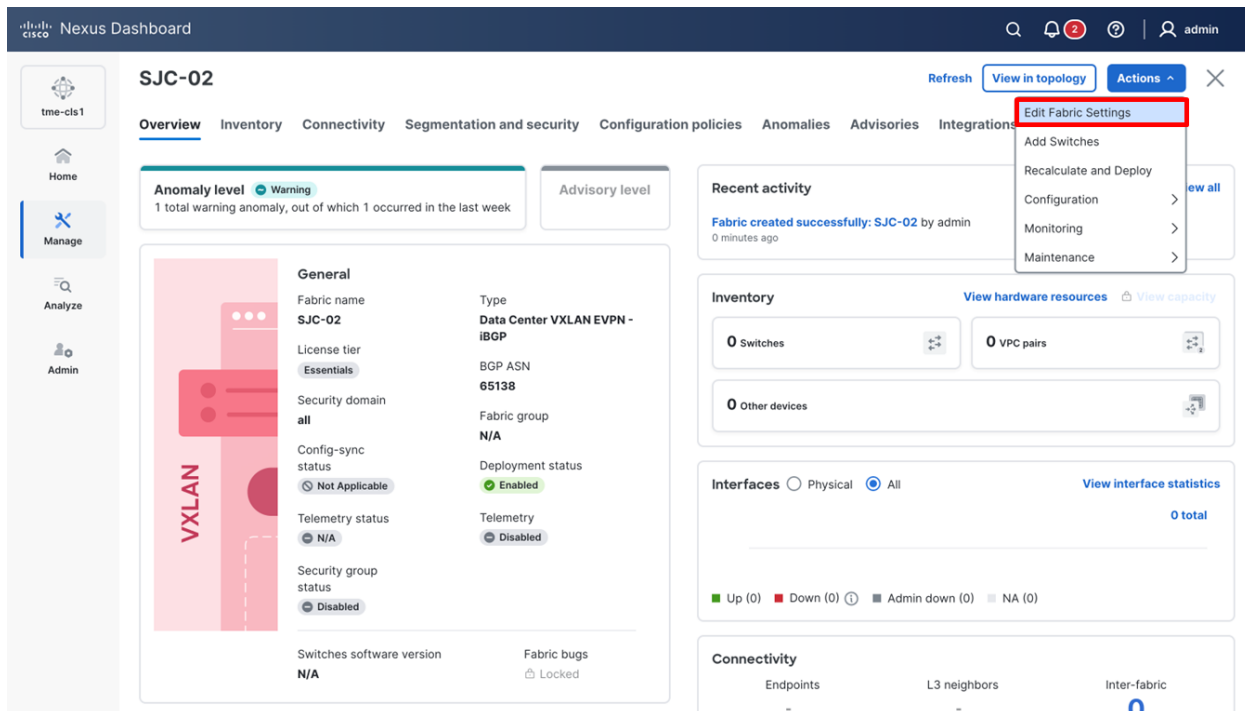 cisco Nexus Dashboard
2
admin
tme-cls1
Home
Manage
Analyze
Admin
SJC-02
Refresh
View in topology
Actions
Overview
Inventory
Connectivity
Segmentation and security
Configuration policies
Anomalies
Advisories
Integrations
Edit Fabric Settings
Add Switches
Recalculate and Deploy
Configuration
Monitoring
Maintenance
Anomaly level Warning
1 total warning anomaly, out of which 1 occurred in the last week
Advisory level
General
Fabric name
SJC-02
License tier
Essentials
Security domain
all
Config-sync
status
Not Applicable
Telemetry status
N/A
Security group
status
Disabled
Type
Data Center VXLAN EVPN -
iBGP
BGP ASN
65138
Fabric group
N/A
Deployment status
Enabled
Telemetry
Disabled
VXLAN
Switches software version
N/A
Fabric bugs
Locked
Recent activity
all
Fabric created successfully: SJC-02 by admin
0 minutes ago
Inventory
View hardware resources
View capacity
0 Switches
0 VPC pairs
0 Other devices
Interfaces Physical All
View interface statistics
0 total
Up (0) Down (0) Admin down (0) NA (0)
Connectivity
Endpoints
L3 neighbors
Inter-fabric
-
-
0